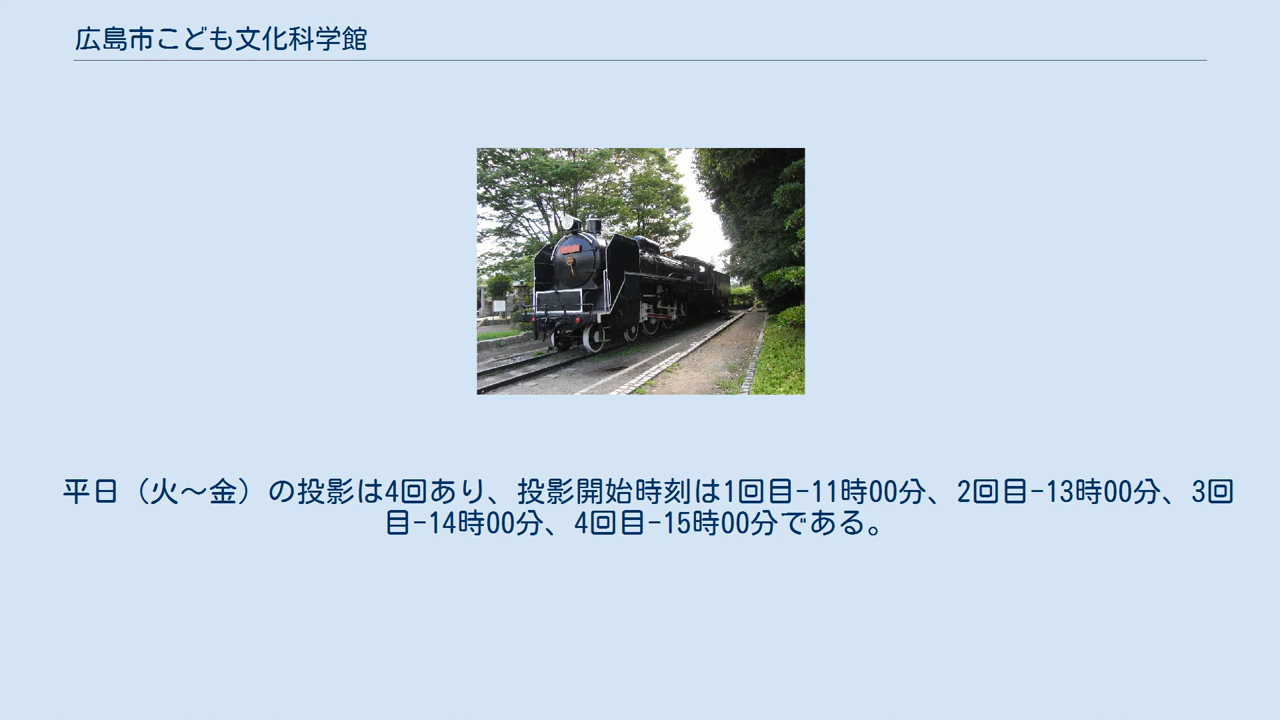 広島市こども文化科学館
平日（火～金）の投影は4回あり、投影開始時刻は1回目-11時00分、2回目-13時00分、3回
目-14時00分、4回目-15時00分である。